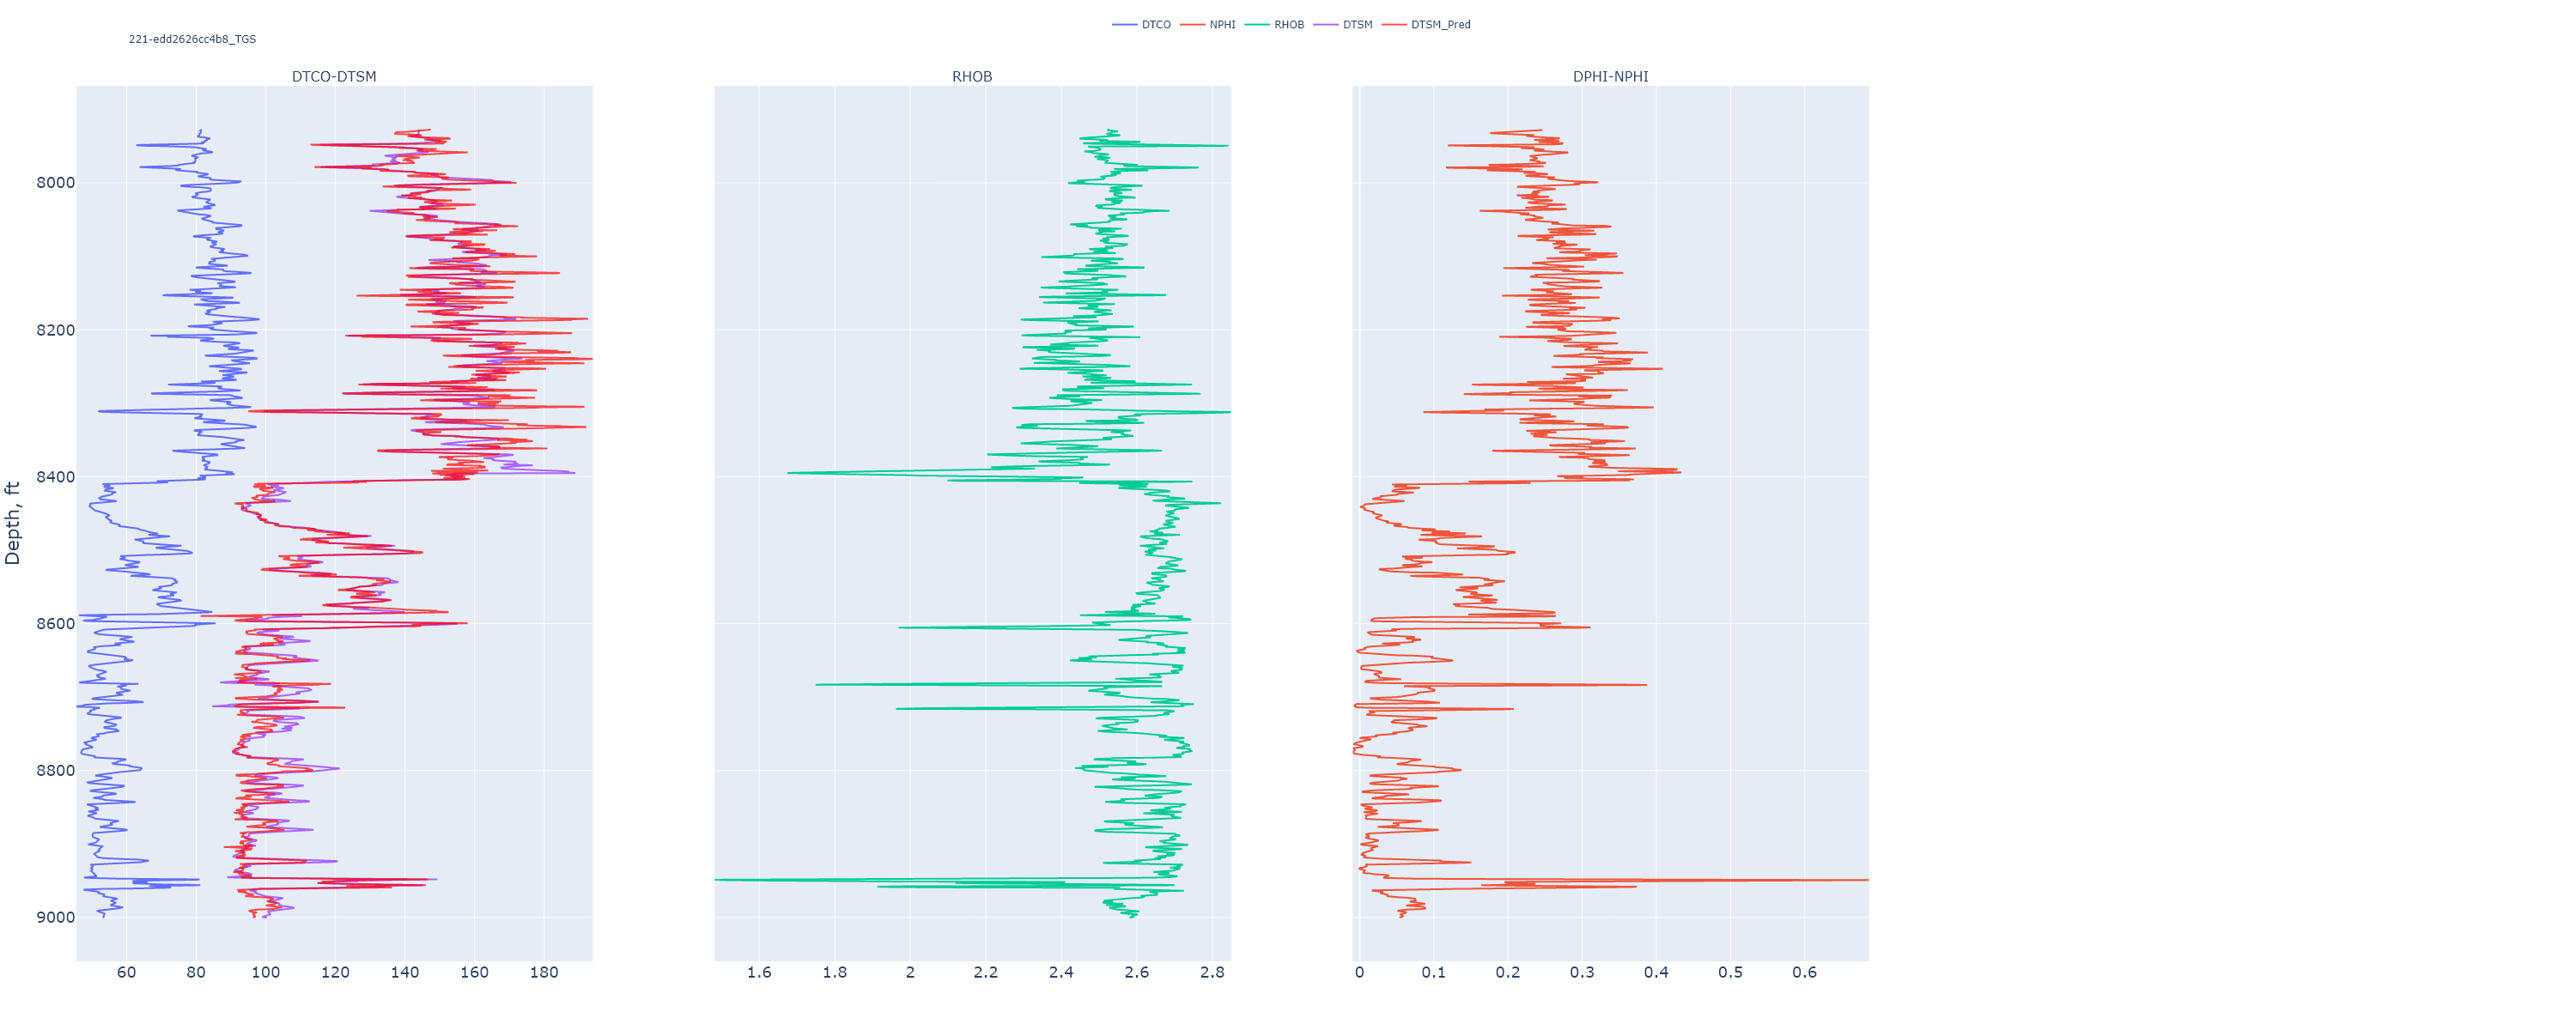 DTCO NPHI RHOB DTSM DTSM_Pred
221-edd2626cc4b8_TGS
DTCO-DTSM RHOB DPHI-NPHI
Depth, ft
8000
8200
8400
8600
8800
9000
60 80 100 120 140 160 180 1.6 1.8 2 2.2 2.4 2.6 2.8 0 0.1 0.2 0.3 0.4 0.5 0.6